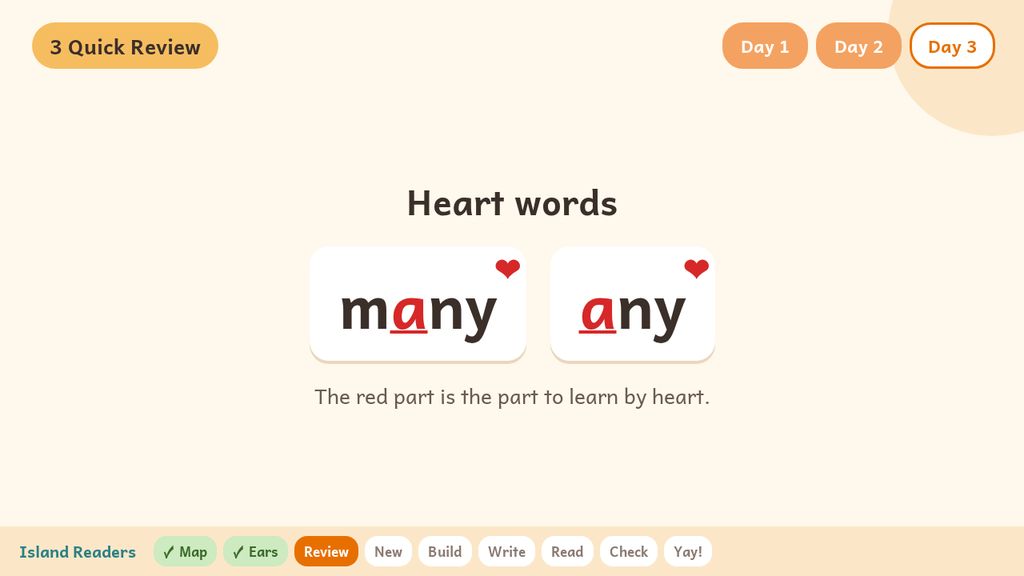 3 Quick Review
Day 1 Day 2 Day 3
Heart words
many❤ any❤
The red part is the part to learn by heart.
Island Readers ✓ Map ✓ Ears Review New Build Write Read Check Yay!